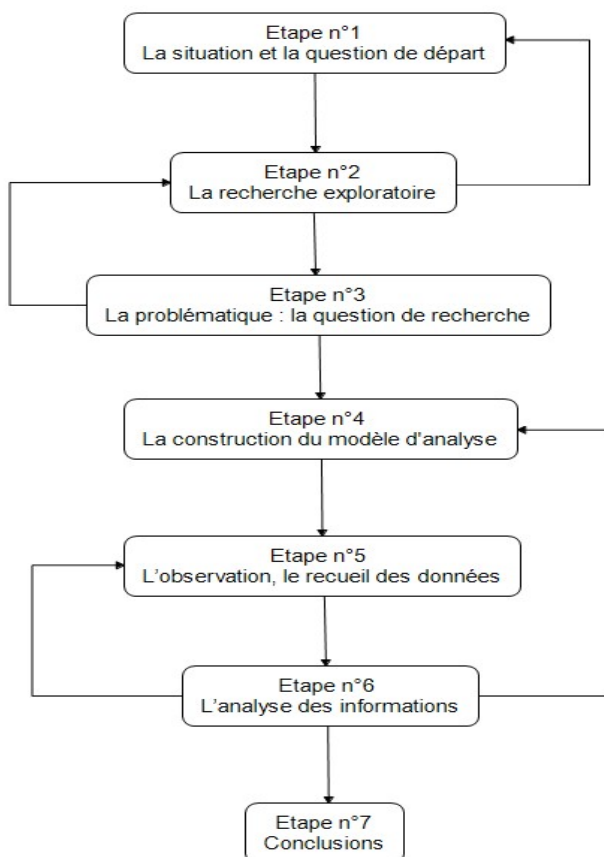 Etape n°1
La situation et la question de départ
Etape n°2
La recherche exploratoire
Etape n°3
La problématique : la question de recherche
Etape n°4
La construction du modèle d'analyse
Etape n°5
L’observation, le recueil des données
Etape n°6
L’analyse des informations
Etape n°7
Conclusions